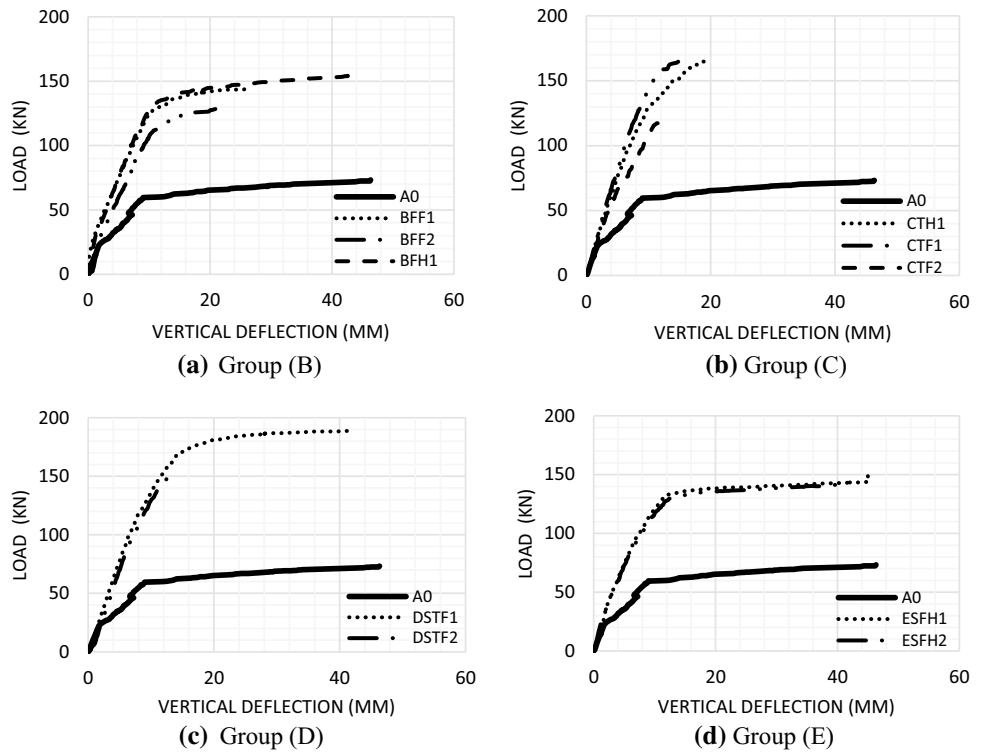 200
150
100
50
0
LOAD (KN)
0 20 40 60
VERTICAL DEFLECTION (MM)
A0
BFF1
BFF2
BFH1
(a) Group (B)
200
150
100
50
0
LOAD (KN)
0 20 40 60
VERTICAL DEFLECTION (MM)
A0
CTH1
CTF1
CTF2
(b) Group (C)
200
150
100
50
0
LOAD (KN)
0 20 40 60
VERTICAL DEFLECTION (MM)
A0
DSTF1
DSTF2
(c) Group (D)
200
150
100
50
0
LOAD (KN)
0 20 40 60
VERTICAL DEFLECTION (MM)
A0
ESFH1
ESFH2
(d) Group (E)